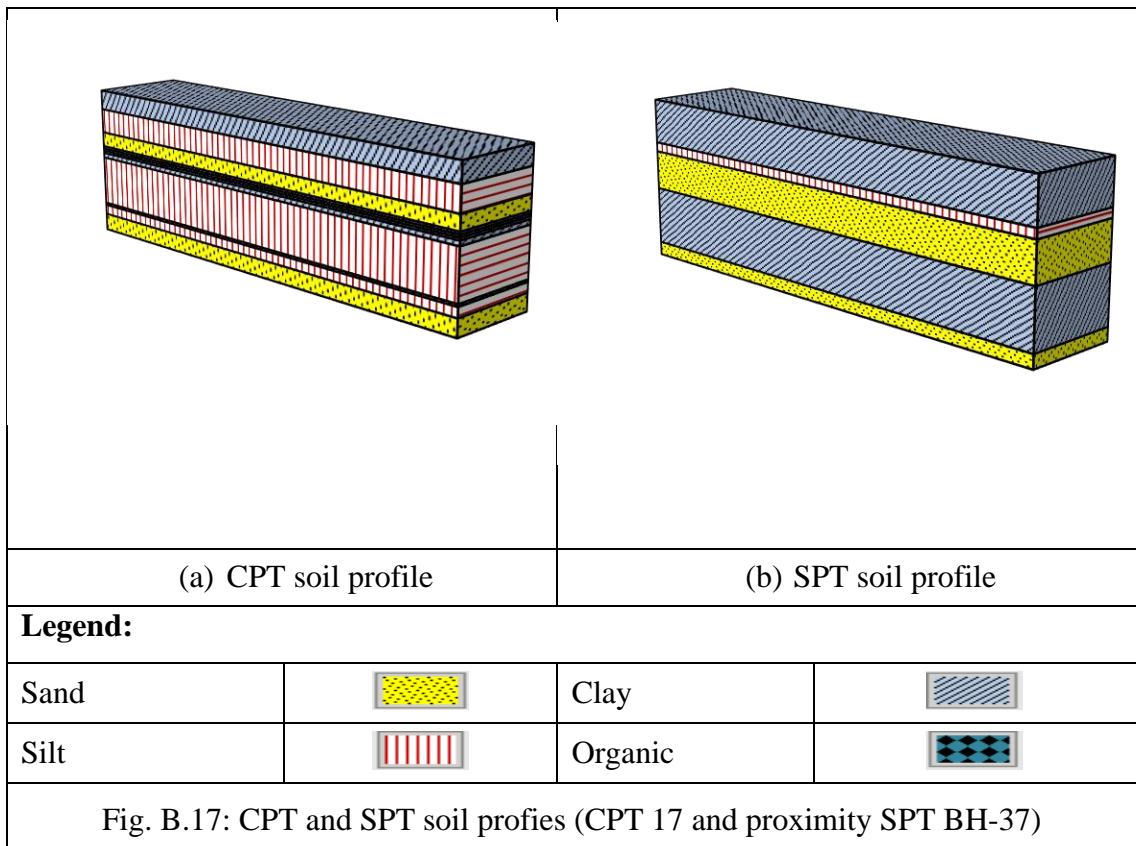 (a) CPT soil profile
(b) SPT soil profile
Legend:
Sand
Clay
Silt
Organic
Fig. B.17: CPT and SPT soil profies (CPT 17 and proximity SPT BH-37)